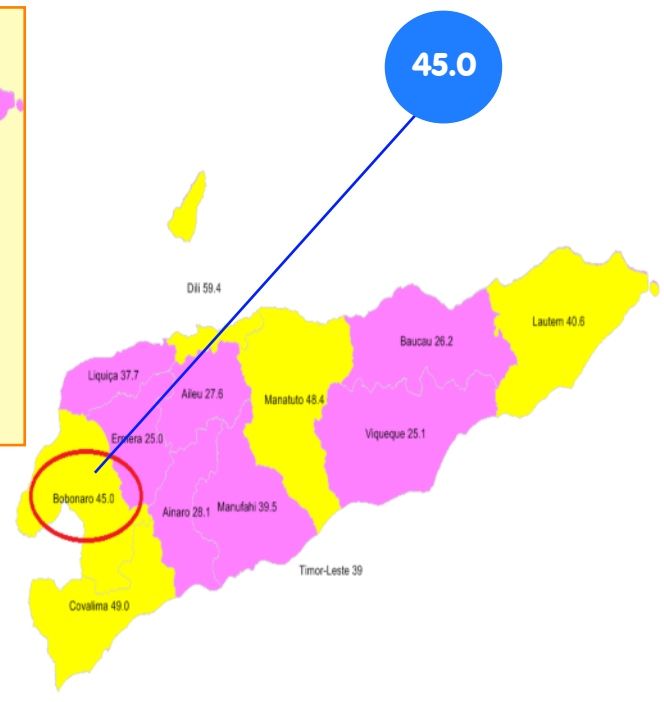 45.0
Dili 59.4
Lautem 40.6
Baucau 26.2
Liquiça 37.7
Aileu 27.6
Manatuto 48.4
Viqueque 25.1
Ermera 25.0
Bobonaro 45.0
Manufahi 39.5
Ainaro 28.1
Timor-Leste 39
Covalima 49.0